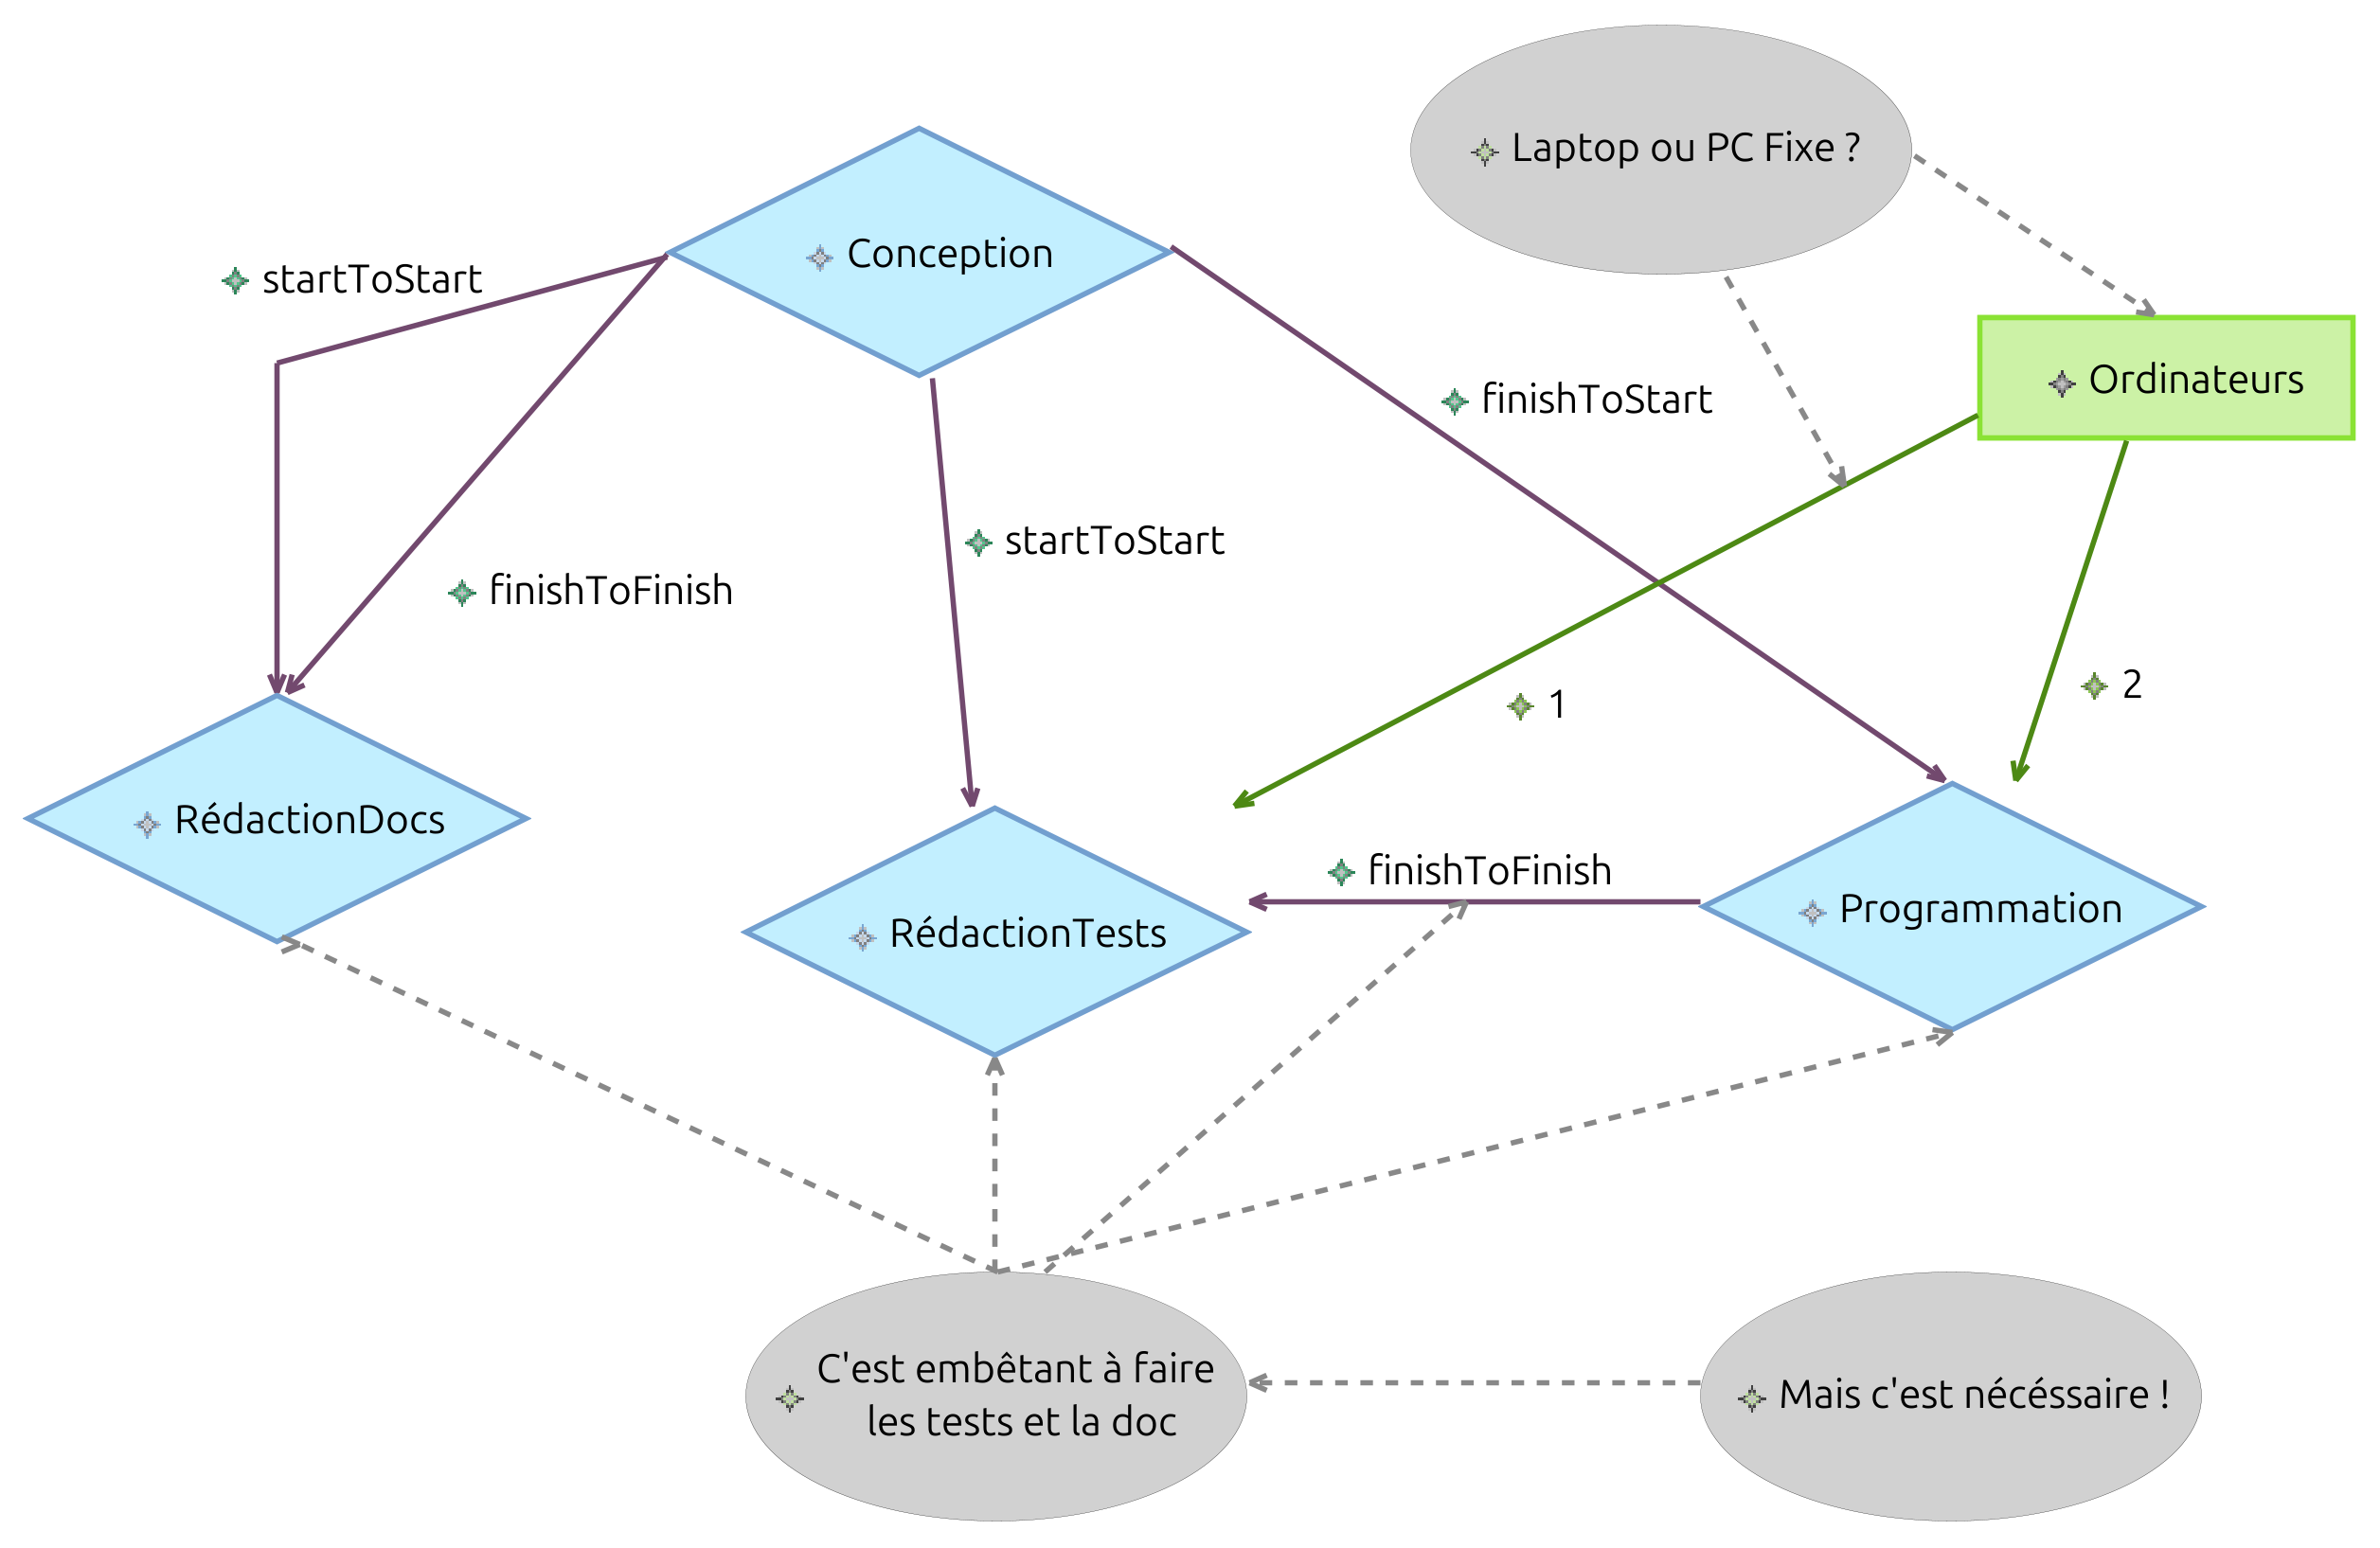 Laptop ou PC Fixe ?
Conception
startToStart
Ordinateurs
finishToStart
startToStart
finishToFinish
1
2
RédactionDocs
finishToFinish
RédactionTests
Programmation
C'est embêtant à faire
les tests et la doc
Mais c'est nécéssaire !